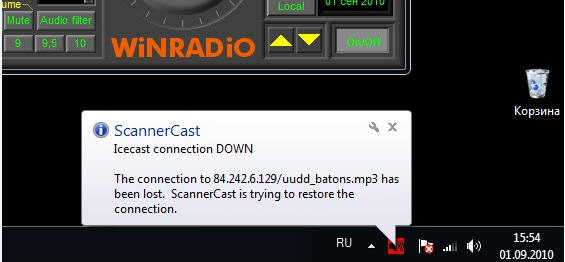 ume
Local
01 сен 2010
Mute
Audio filter
9
9,5
10
WiNRADiO
On/Off
Корзина
ScannerCast
Icecast connection DOWN
The connection to 84.242.6.129/uudd_batons.mp3 has
been lost. ScannerCast is trying to restore the
connection.
RU
15:54
01.09.2010